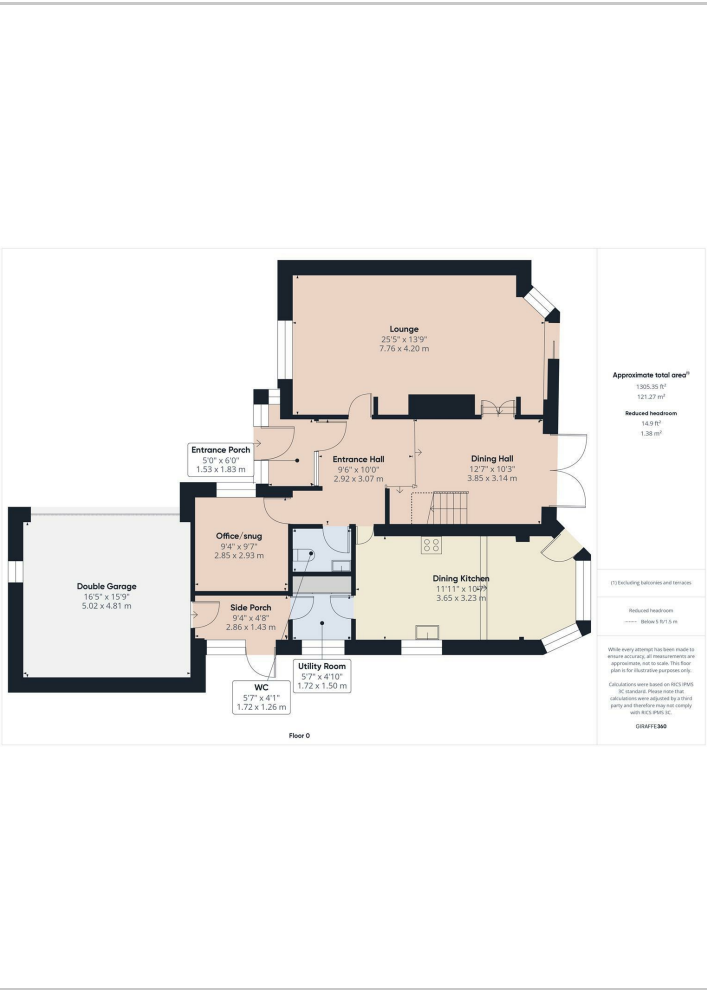 Lounge
25'5" x 13'9"
7.76 x 4.20 m
Entrance Porch
5'0" x 6'0"
1.53 x 1.83 m
Entrance Hall
9'6" x 10'0"
2.92 x 3.07 m
Dining Hall
12'7" x 10'3"
3.85 x 3.14 m
Office/snug
9'4" x 9'7"
2.85 x 2.93 m
Double Garage
16'5" x 15'9"
5.02 x 4.81 m
Side Porch
9'4" x 4'8"
2.86 x 1.43 m
Dining Kitchen
11'11" x 10'7"
3.65 x 3.23 m
WC
5'7" x 4'1"
1.72 x 1.26 m
Utility Room
5'7" x 4'10"
1.72 x 1.50 m
Floor 0
Approximate total area(1)
1305.35 ft²
121.27 m²
Reduced headroom
14.9 ft²
1.38 m²
(1) Excluding balconies and terraces
Reduced headroom
Below 5 ft/1.5 m
While every attempt has been made to
ensure accuracy, all measurements are
approximate, not to scale. This floor
plan is for illustrative purposes only.
Calculations were based on RICS IPMS
3C standard. Please note that
calculations were adjusted by a third
party and therefore may not comply
with RICS IPMS 3C.
GIRAFFE360